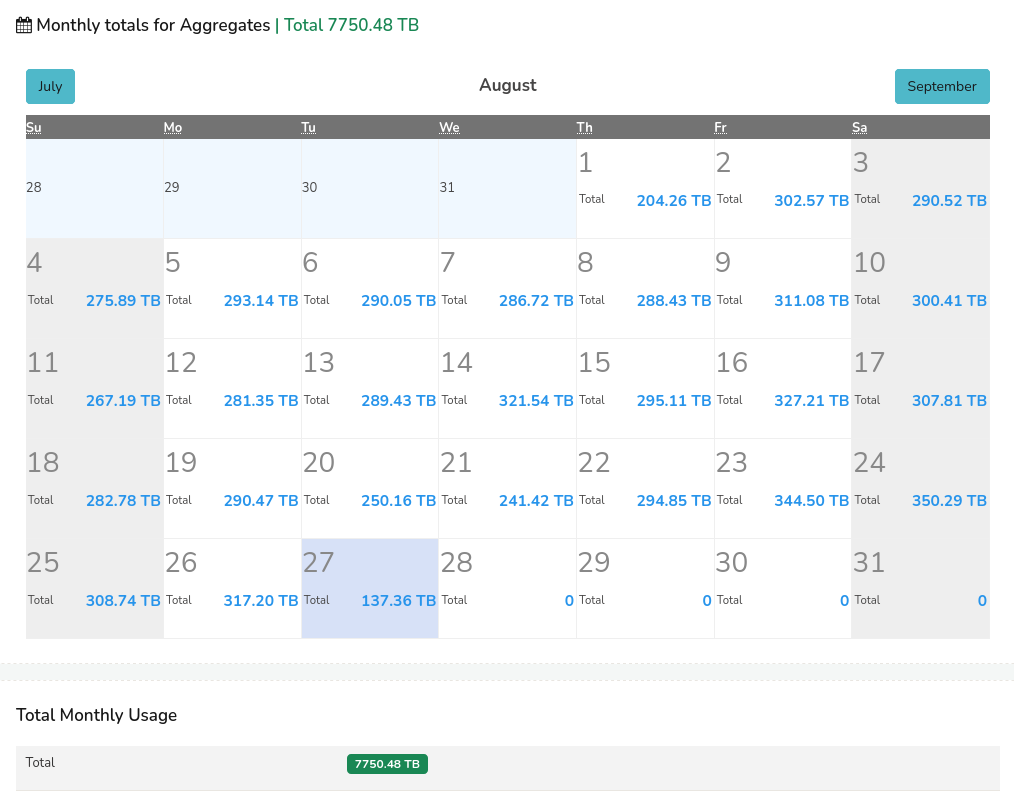 Monthly totals for Aggregates | Total 7750.48 TB
July August September
Su Mo Tu We Th Fr Sa
28 29 30 31 1 2 3
Total 204.26 TB Total 302.57 TB Total 290.52 TB
4 5 6 7 8 9 10
Total 275.89 TB Total 293.14 TB Total 290.05 TB Total 286.72 TB Total 288.43 TB Total 311.08 TB Total 300.41 TB
11 12 13 14 15 16 17
Total 267.19 TB Total 281.35 TB Total 289.43 TB Total 321.54 TB Total 295.11 TB Total 327.21 TB Total 307.81 TB
18 19 20 21 22 23 24
Total 282.78 TB Total 290.47 TB Total 250.16 TB Total 241.42 TB Total 294.85 TB Total 344.50 TB Total 350.29 TB
25 26 27 28 29 30 31
Total 308.74 TB Total 317.20 TB Total 137.36 TB Total 0 Total 0 Total 0 Total 0
Total Monthly Usage
Total 7750.48 TB